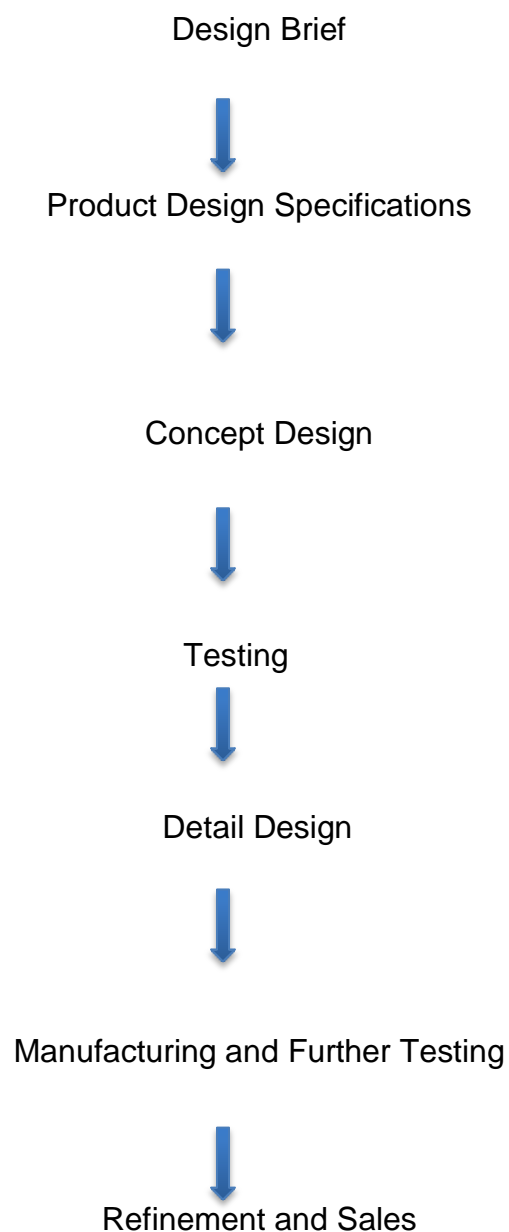 Design Brief
Product Design Specifications
Concept Design
Testing
Detail Design
Manufacturing and Further Testing
Refinement and Sales